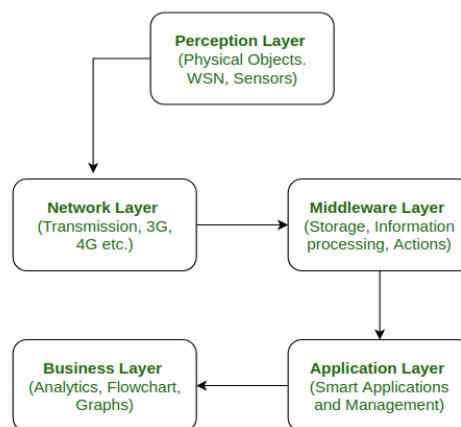 Perception Layer
(Physical Objects.
WSN, Sensors)
Network Layer
(Transmission, 3G,
4G etc.)
Middleware Layer
(Storage, Information
processing, Actions)
Business Layer
(Analytics, Flowchart,
Graphs)
Application Layer
(Smart Applications
and Management)